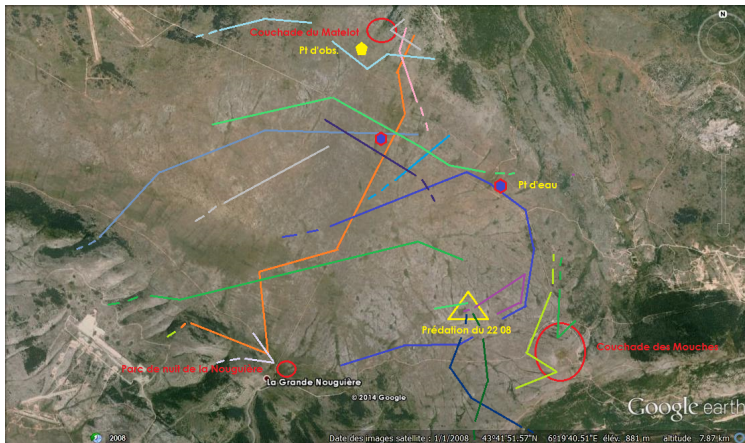 N
Couchade du Matelot
Pt d'obs.
Pt d'eau
Prédation du 22 08
Couchade des Mouches
Parc de nuit de la Nouguière
La Grande Nouguière
© 2014 Google
Google earth
2008
Date des images satellite : 1/1/2008 43°41'51.57"N 6°19'40.51"E élév. 881 m altitude 7.87 km